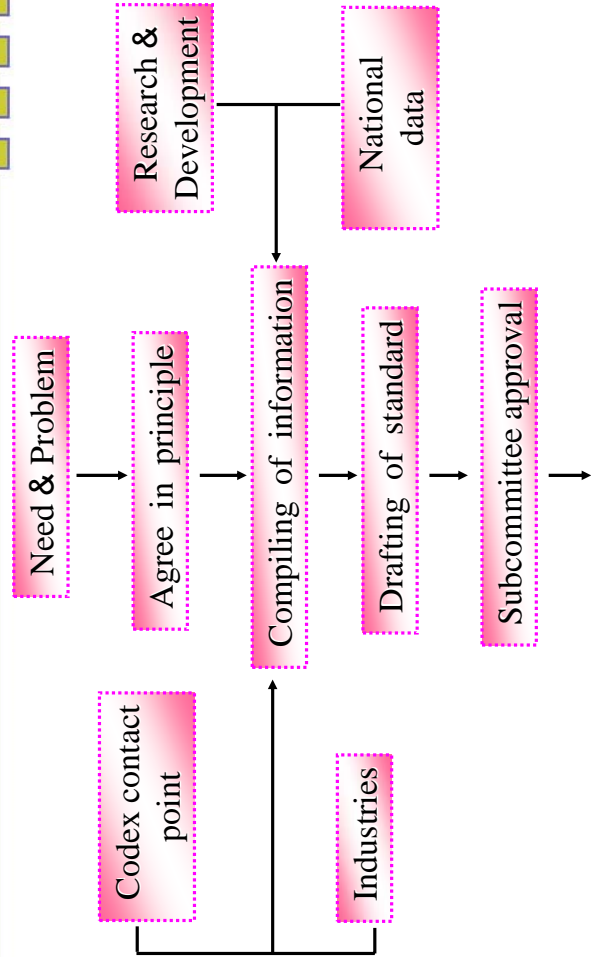 Need & Problem
Agree in principle
Codex contact
point
Research &
Development
Compiling of information
Industries
National
data
Drafting of standard
Subcommittee approval